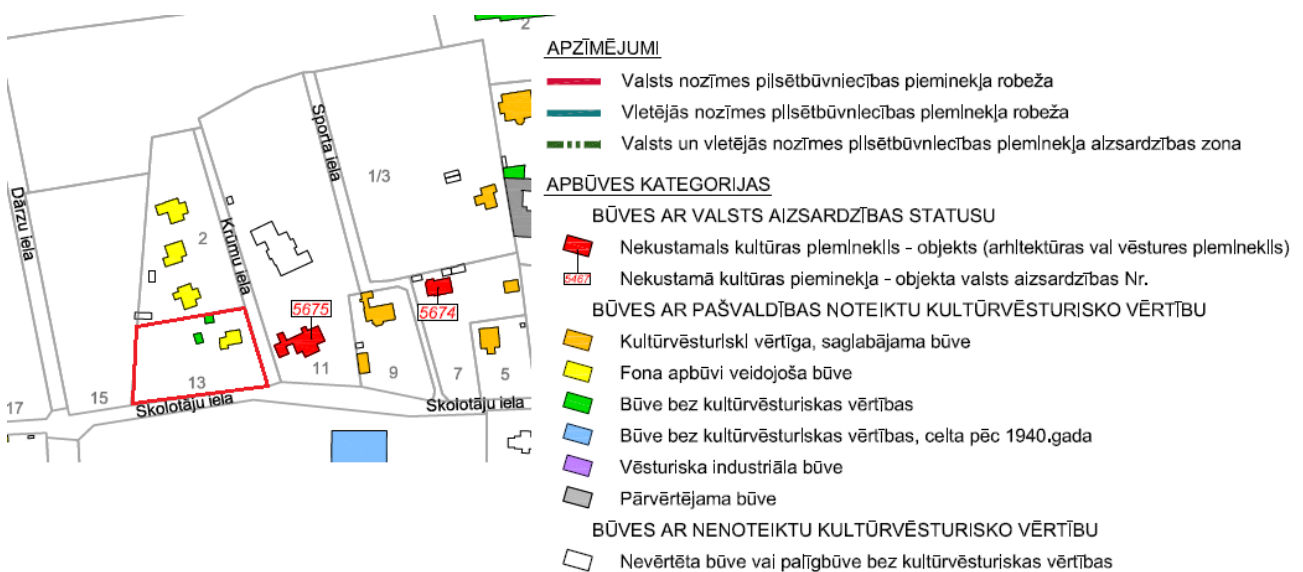 2
Sporta iela
1/3
Dārzu iela
Krūmu iela
2
5675
5674
11
9
7
5
13
15
17
Skolotāju iela
Skolotāju iela
APZĪMĒJUMI
Valsts nozīmes pilsētbūvniecības pieminekļa robeža
Vietējās nozīmes pilsētbūvniecības pieminekļa robeža
Valsts un vietējās nozīmes pilsētbūvniecības pieminekļa aizsardzības zona
APBŪVES KATEGORIJAS
BŪVES AR VALSTS AIZSARDZĪBAS STATUSU
Nekustamais kultūras piemineklis - objekts (arhitektūras vai vēstures piemineklis)
5467
Nekustamā kultūras pieminekļa - objekta valsts aizsardzības Nr.
BŪVES AR PAŠVALDĪBAS NOTEIKTU KULTŪRVĒSTURISKO VĒRTĪBU
Kultūrvēsturiski vērtīga, saglabājama būve
Fona apbūvi veidojoša būve
Būve bez kultūrvēsturiskas vērtības
Būve bez kultūrvēsturiskas vērtības, celta pēc 1940.gada
Vēsturiska industriāla būve
Pārvērtējama būve
BŪVES AR NENOTEIKTU KULTŪRVĒSTURISKO VĒRTĪBU
Nevērtēta būve vai palīgbūve bez kultūrvēsturiskas vērtības